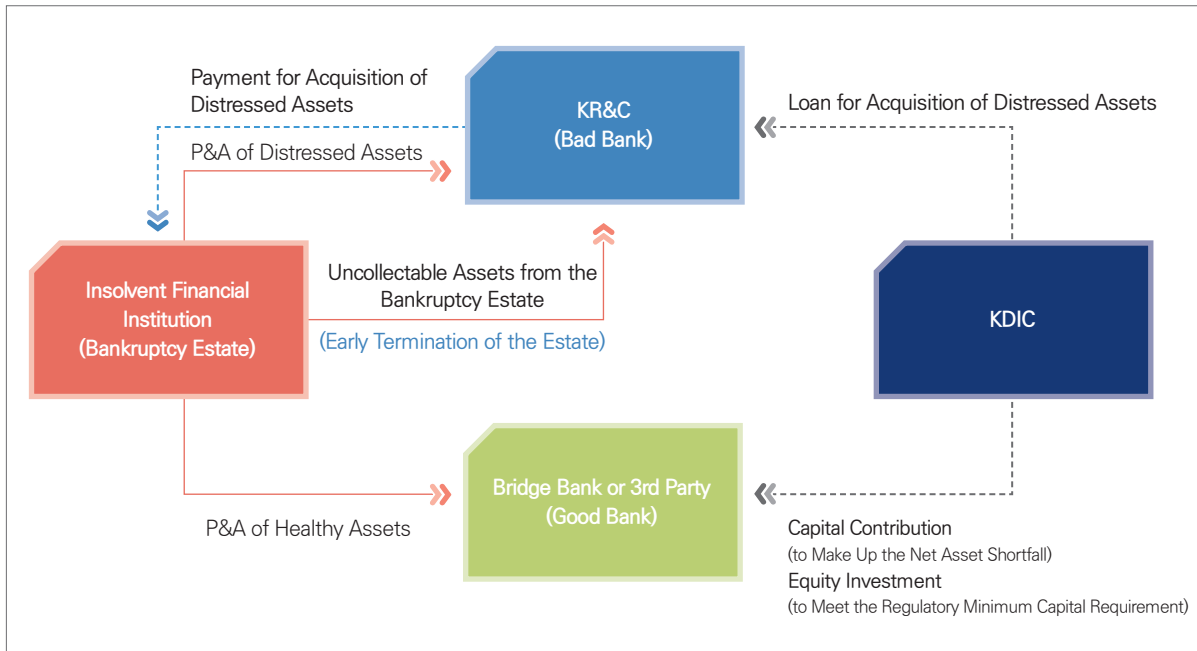 Payment for Acquisition of
Distressed Assets
P&A of Distressed Assets
KR&C
(Bad Bank)
Loan for Acquisition of Distressed Assets
Insolvent Financial
Institution
(Bankruptcy Estate)
Uncollectable Assets from the
Bankruptcy Estate
(Early Termination of the Estate)
KDIC
P&A of Healthy Assets
Bridge Bank or 3rd Party
(Good Bank)
Capital Contribution
(to Make Up the Net Asset Shortfall)
Equity Investment
(to Meet the Regulatory Minimum Capital Requirement)